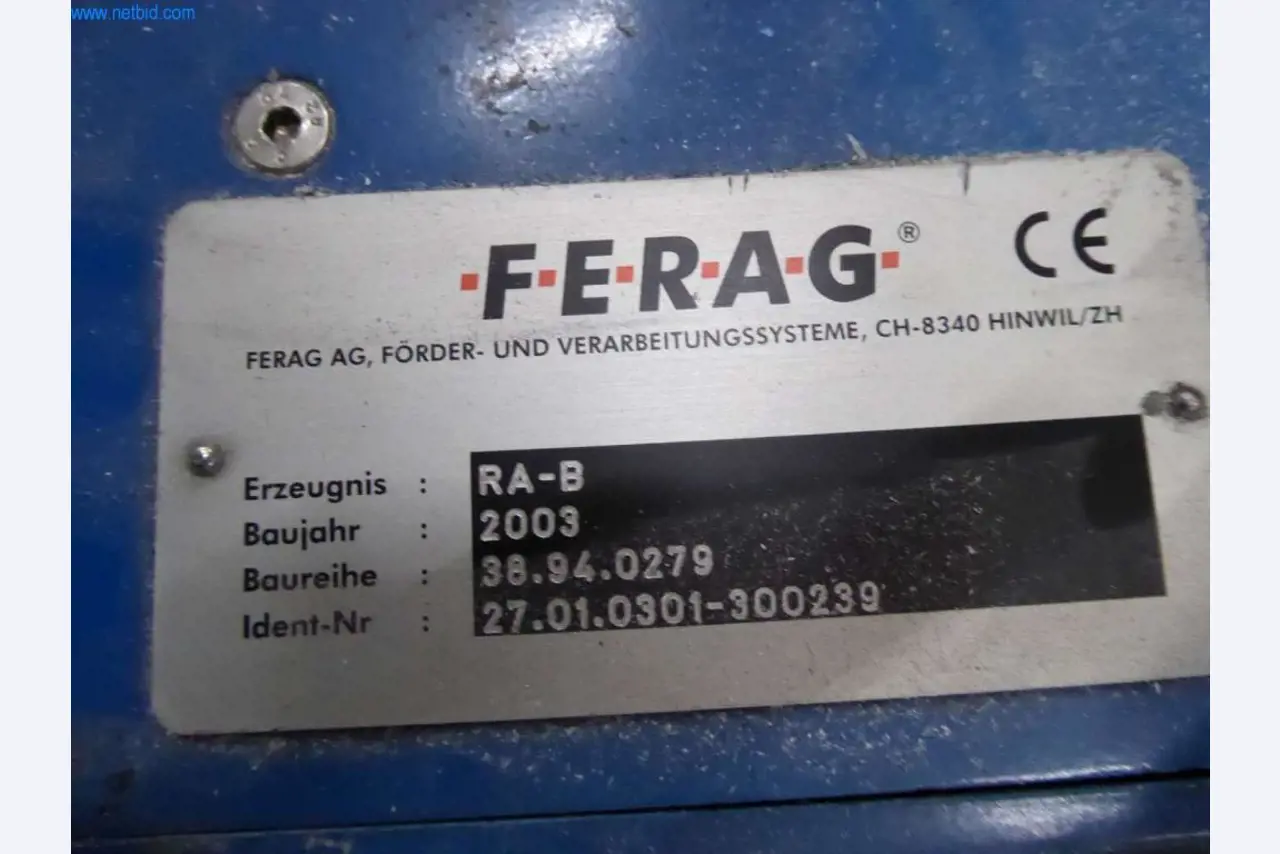 www.netbid.com
·F·E·R·A·G·® CE
FERAG AG, FÖRDER- UND VERARBEITUNGSSYSTEME, CH-8340 HINWIL/ZH
Erzeugnis : RA-B
Baujahr : 2003
Baureihe : 38.94.0279
Ident-Nr : 27.01.0301-300239